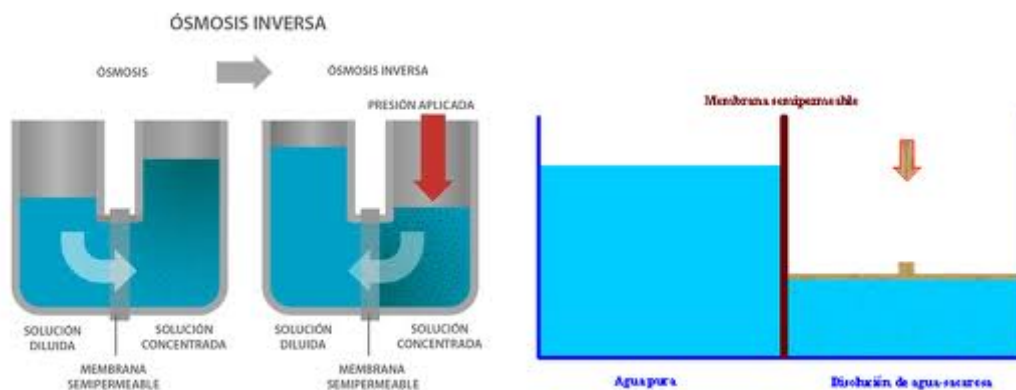 ÓSMOSIS INVERSA
ÓSMOSIS
ÓSMOSIS INVERSA
PRESIÓN APLICADA
SOLUCIÓN
DILUIDA
SOLUCIÓN
CONCENTRADA
MEMBRANA
SEMIPERMEABLE
SOLUCIÓN
DILUIDA
SOLUCIÓN
CONCENTRADA
MEMBRANA
SEMIPERMEABLE
Membrana semipermeable
Agua pura
Disolución de agua-sacarosa